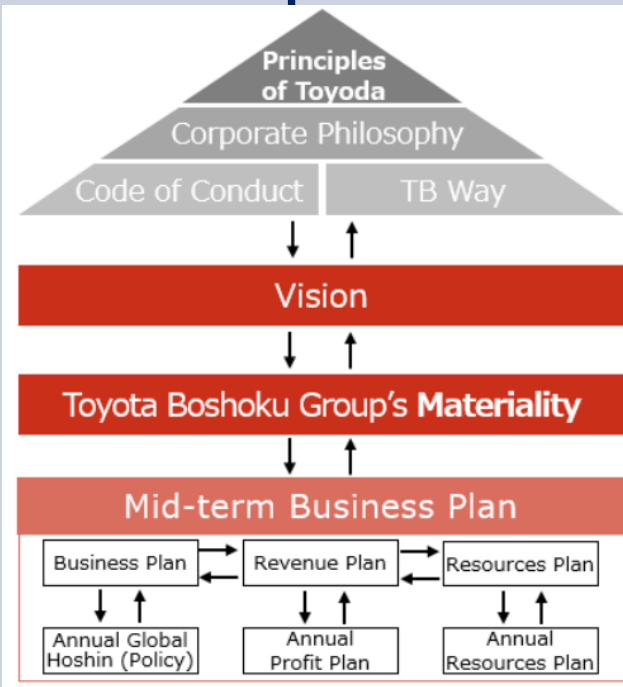 Principles
of Toyoda
Corporate Philosophy
Code of Conduct
TB Way
Vision
Toyota Boshoku Group's Materiality
Mid-term Business Plan
Business Plan
Revenue Plan
Resources Plan
Annual Global
Hoshin (Policy)
Annual
Profit Plan
Annual
Resources Plan